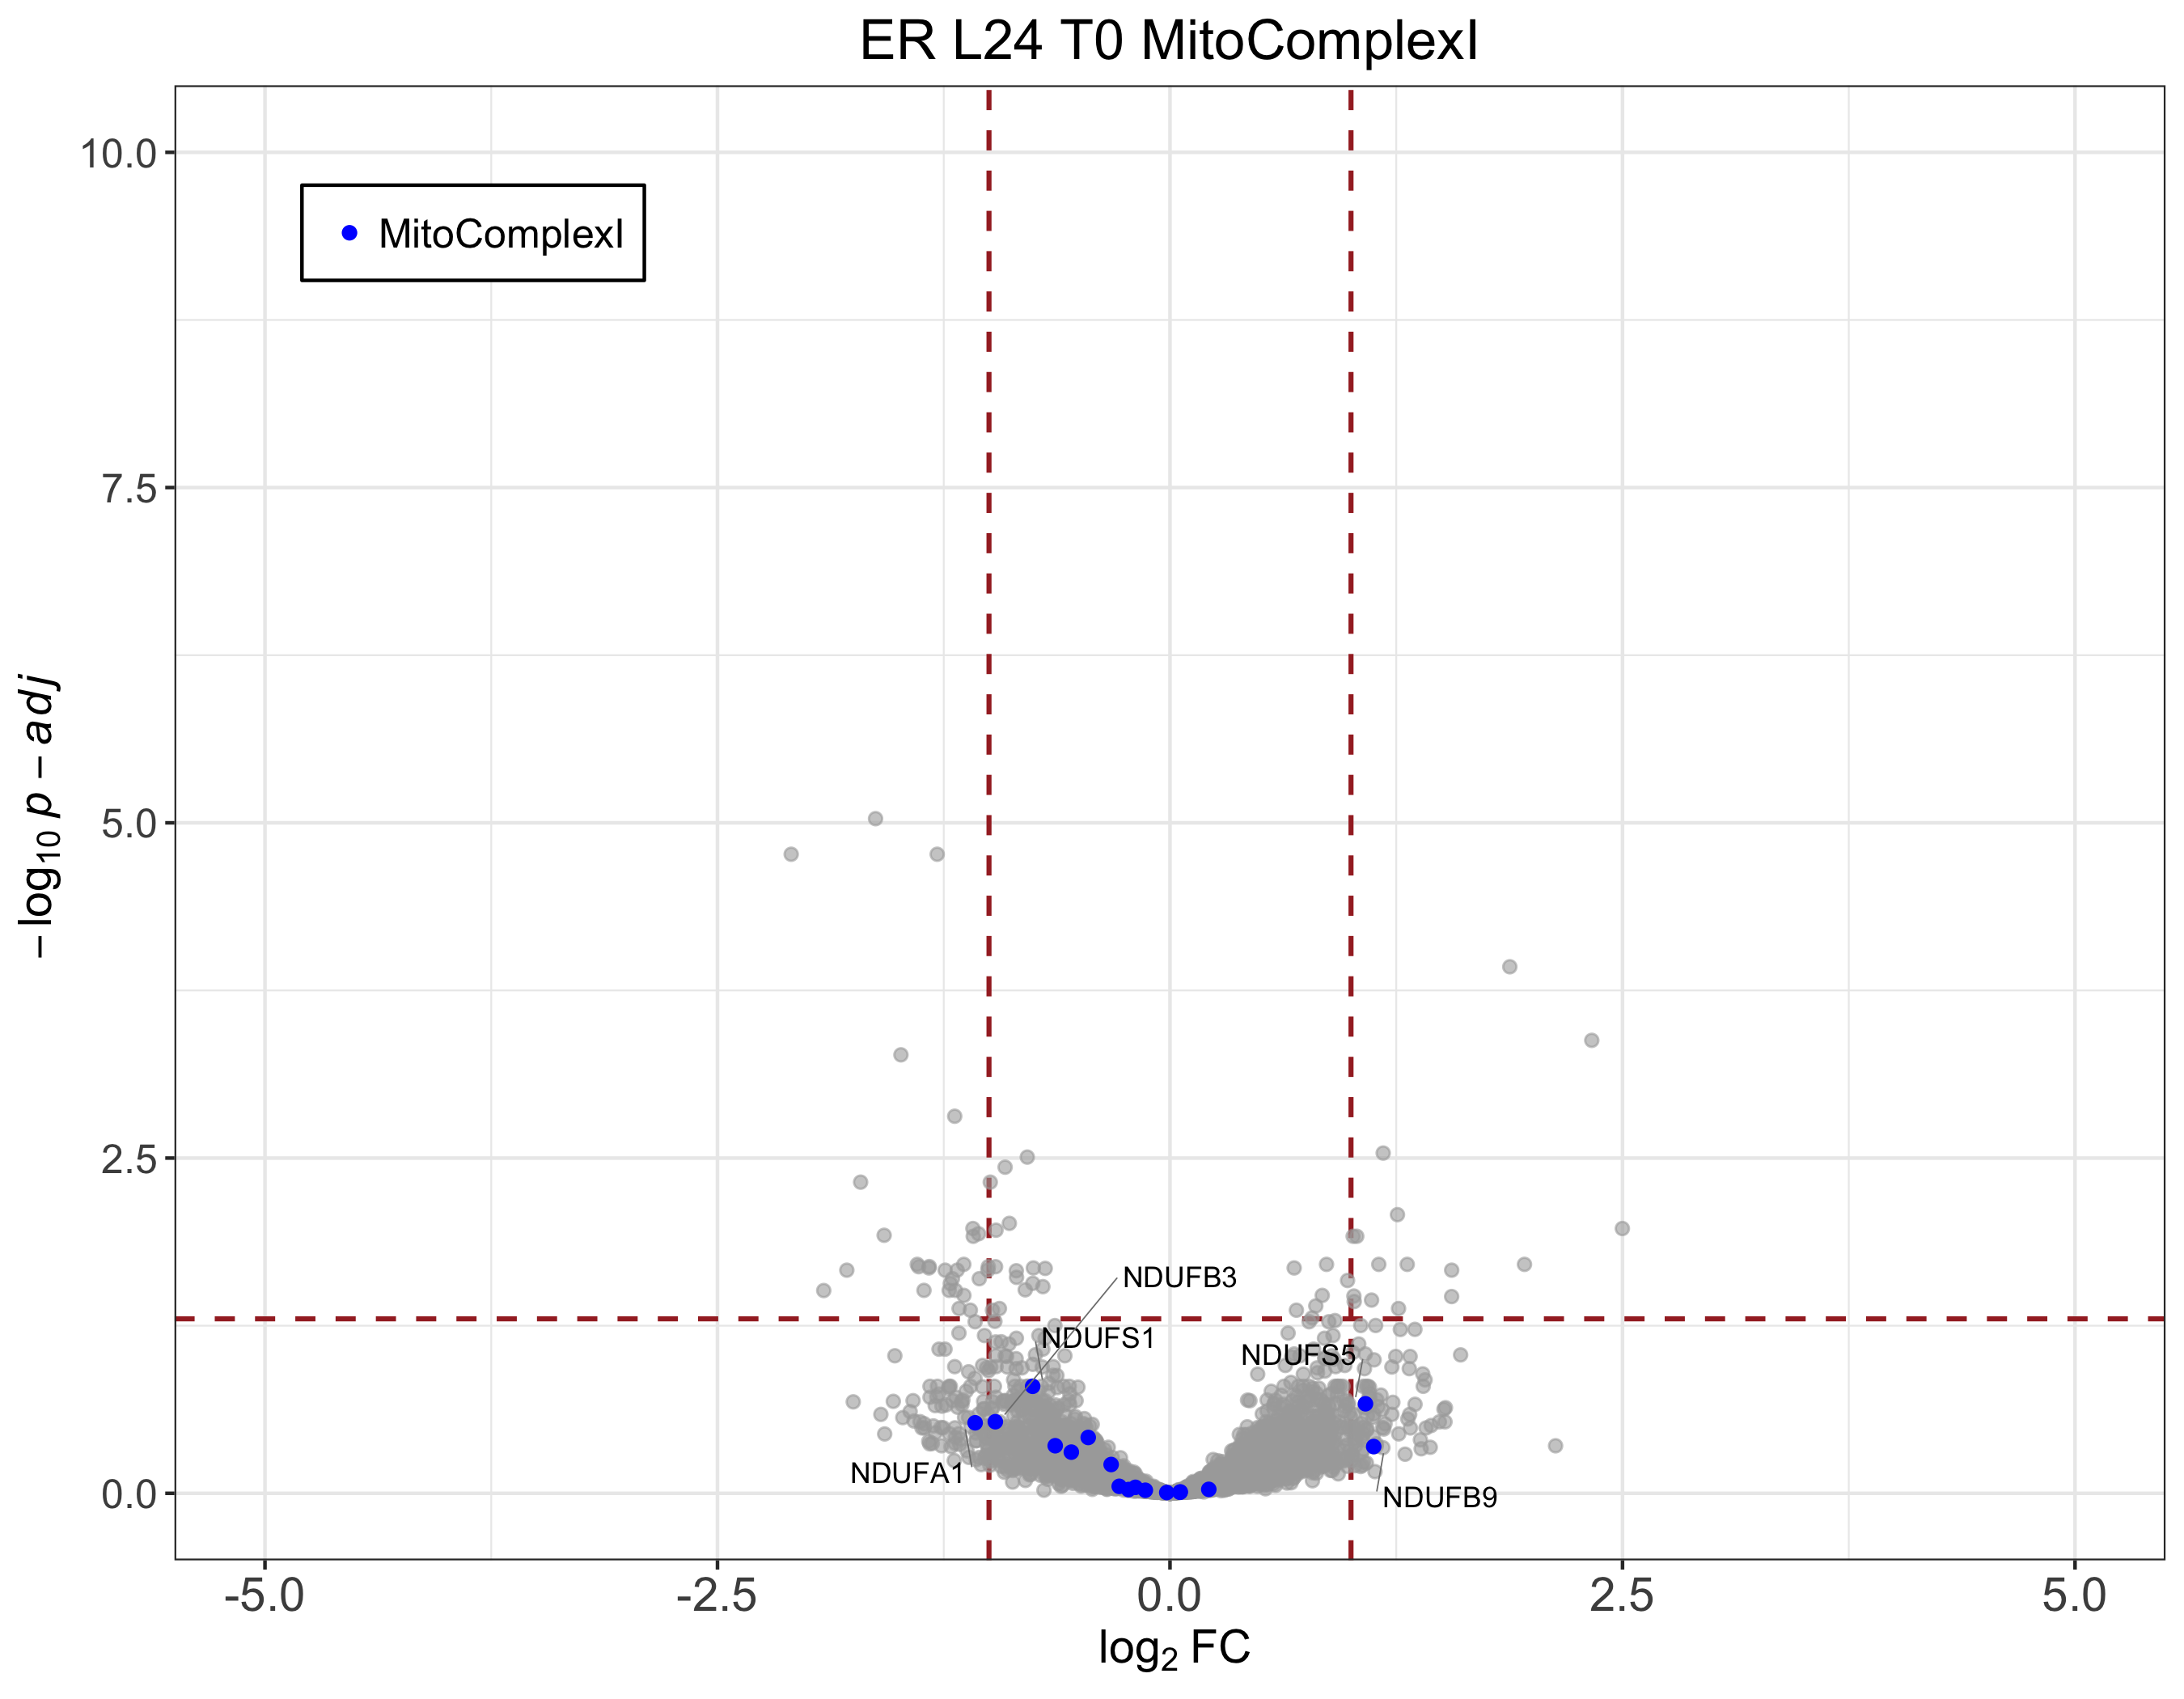 ER L24 T0 MitoComplexI
MitoComplexI
10.0
7.5
5.0
2.5
0.0
−log10 p − adj
NDUFB3
NDUFS1
NDUFS5
NDUFA1
NDUFB9
-5.0
-2.5
0.0
2.5
5.0
log2 FC